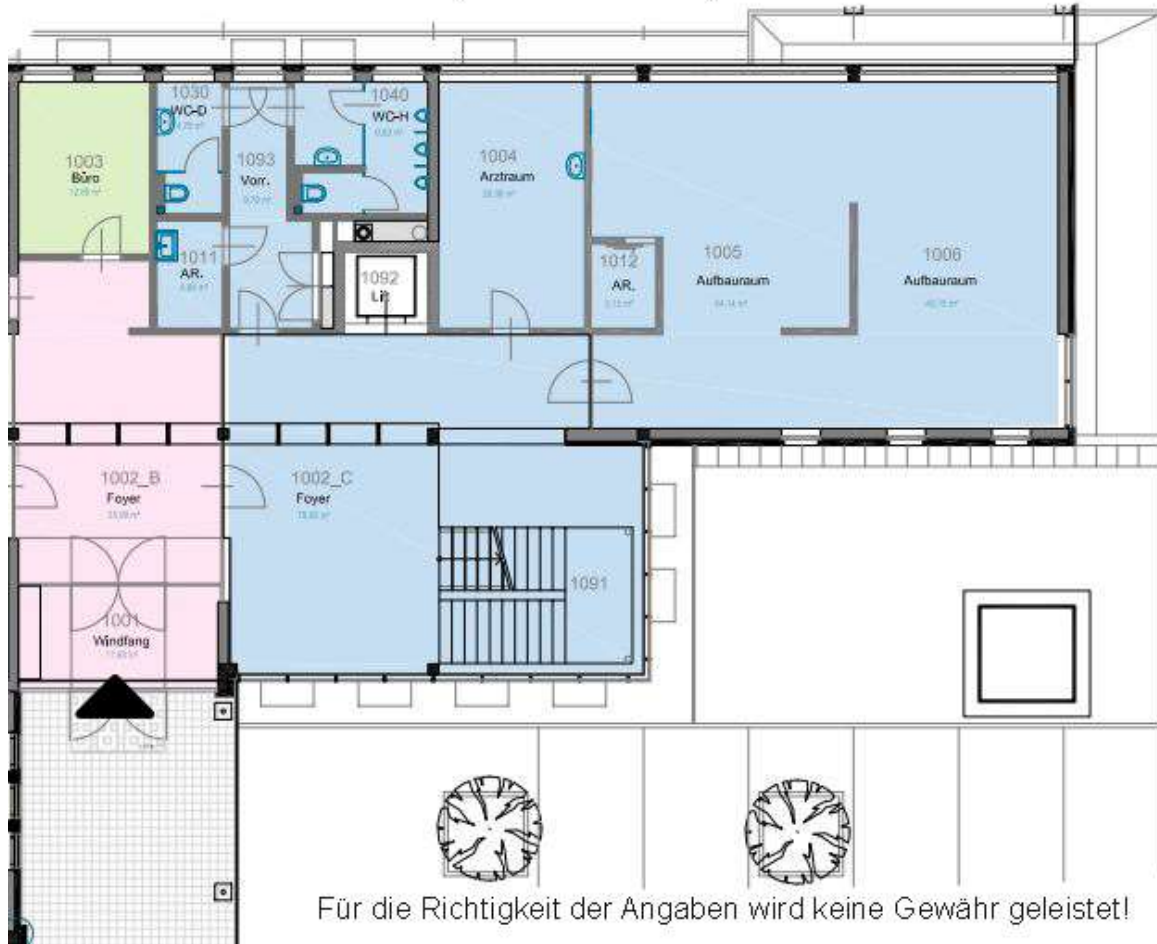 1030
WC-D
1040
WC-H
1003
Büro
1093
Vorr.
1004
Arztraum
1005
Aufbauraum
1006
Aufbauraum
1011
AR.
1012
AR.
1092
Lift
1002_B
Foyer
1002_C
Foyer
1091
1001
Windfang
Für die Richtigkeit der Angaben wird keine Gewähr geleistet!